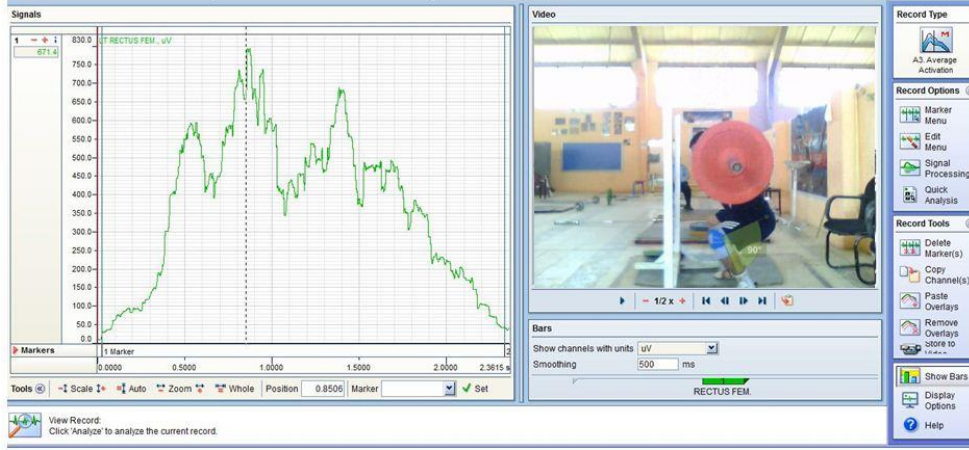 Signals
1
671.4
830.0
LT RECTUS FEM., uV
750.0
700.0
650.0
600.0
550.0
500.0
450.0
400.0
350.0
300.0
250.0
200.0
150.0
100.0
50.0
0.0
Markers
1 Marker
2
0.0000 0.5000 1.0000 1.5000 2.0000 2.3615 s
Tools Scale Auto Zoom Whole Position 0.8506 Marker Set
View Record:
Click 'Analyze' to analyze the current record.
Video
90°
1/2 x
Bars
Show channels with units uV
Smoothing 500 ms
RECTUS FEM.
Record Type
M
A3. Average
Activation
Record Options
Marker
Menu
Edit
Menu
Signal
Processing
Quick
Analysis
Record Tools
Delete
Marker(s)
Copy
Channel(s)
Paste
Overlays
Remove
Overlays
Store to
Show Bars
Display
Options
Help